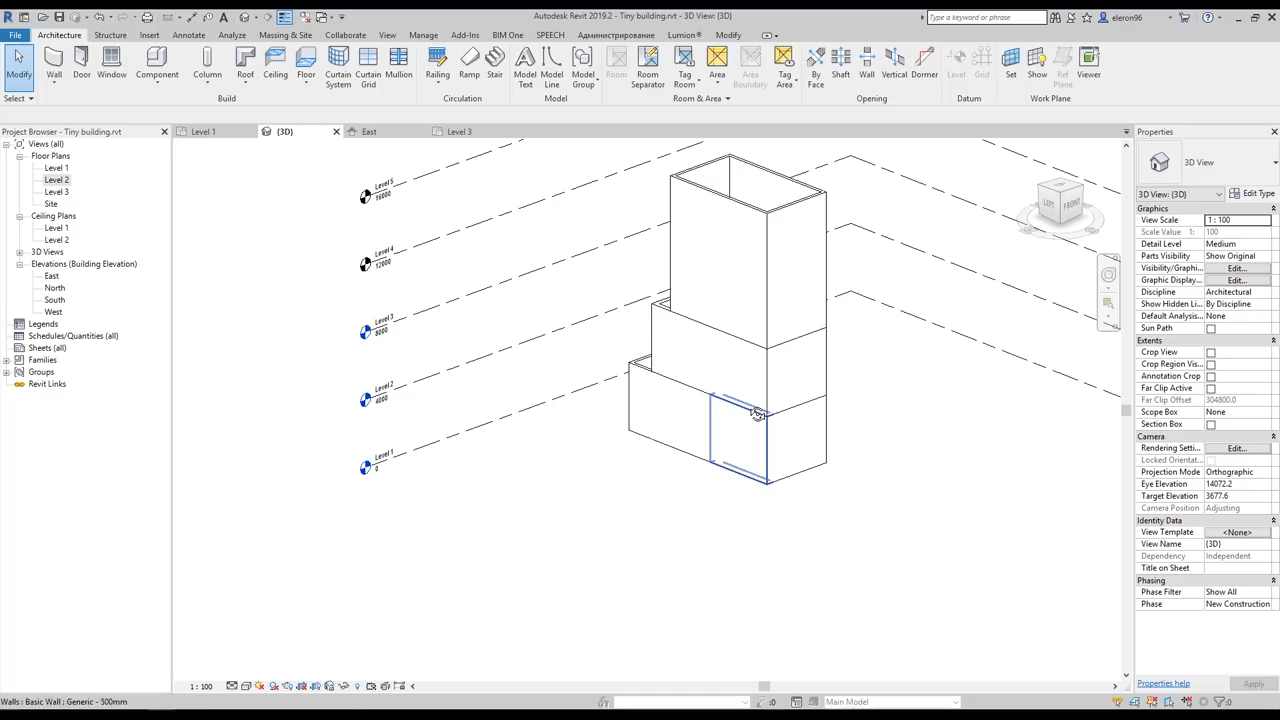 Autodesk Revit 2019.2 - Tiny building.rvt - 3D View: {3D}
Type a keyword or phrase
eleron96
File Architecture Structure Insert Annotate Analyze Massing & Site Collaborate View Manage Add-Ins BIM One SPEECH Администрирование Lumion® Modify
Modify Wall Door Window Component Column Roof Ceiling Floor Curtain System Curtain Grid Mullion Railing Ramp Stair Model Text Model Line Model Group Room Room Separator Tag Room Area Area Boundary Tag Area By Face Shaft Wall Vertical Dormer Level Grid Set Show Ref Plane Viewer
Select Build Circulation Model Room & Area Opening Datum Work Plane
Project Browser - Tiny building.rvt
Views (all)
Floor Plans
Level 1
Level 2
Level 3
Site
Ceiling Plans
Level 1
Level 2
3D Views
Elevations (Building Elevation)
East
North
South
West
Legends
Schedules/Quantities (all)
Sheets (all)
Families
Groups
Revit Links
Level 1 {3D} East Level 3
Level 5
16000
Level 4
12000
Level 3
8000
Level 2
4000
Level 1
0
LEFT FRONT
Properties
3D View
3D View: {3D} Edit Type
Graphics
View Scale 1 : 100
Scale Value 1: 100
Detail Level Medium
Parts Visibility Show Original
Visibility/Graphi... Edit...
Graphic Display... Edit...
Discipline Architectural
Show Hidden Li... By Discipline
Default Analysis... None
Sun Path
Extents
Crop View
Crop Region Vis...
Annotation Crop
Far Clip Active
Far Clip Offset 304800.0
Scope Box None
Section Box
Camera
Rendering Setti... Edit...
Locked Orientat...
Projection Mode Orthographic
Eye Elevation 14072.2
Target Elevation 3677.6
Camera Position Adjusting
Identity Data
View Template <None>
View Name {3D}
Dependency Independent
Title on Sheet
Phasing
Phase Filter Show All
Phase New Construction
Properties help Apply
1 : 100
Walls : Basic Wall : Generic - 500mm
:0 Main Model :0